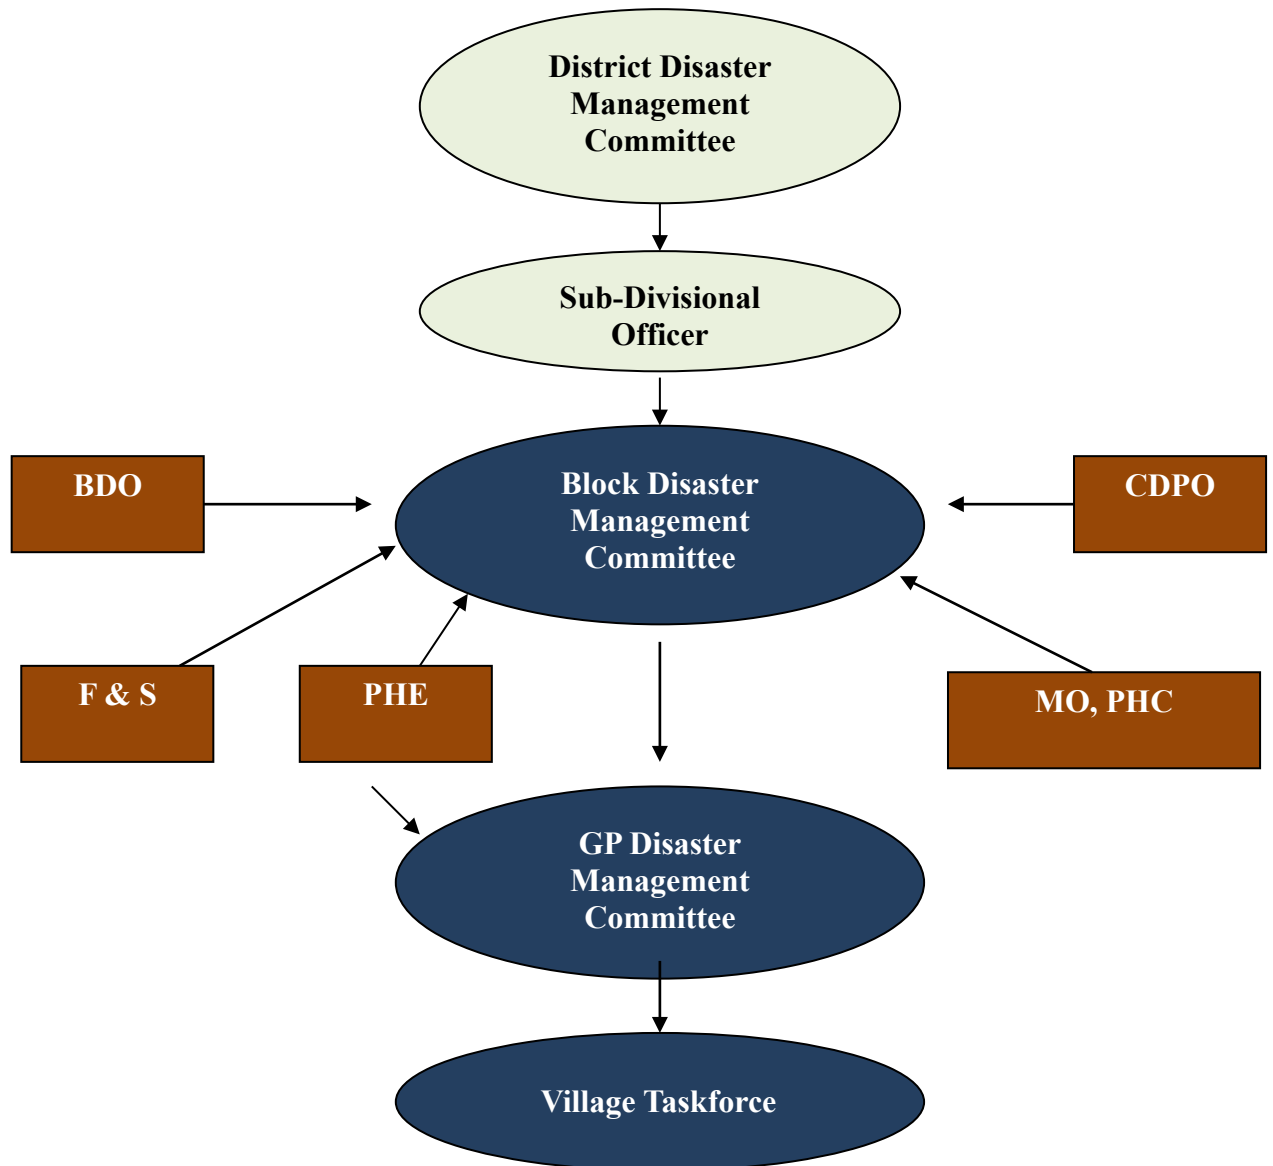 District Disaster
Management
Committee
Sub-Divisional
Officer
BDO
Block Disaster
Management
Committee
CDPO
F & S
PHE
MO, PHC
GP Disaster
Management
Committee
Village Taskforce